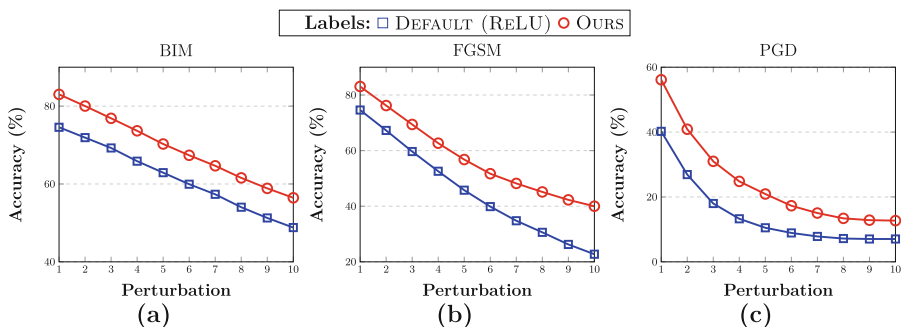 Labels: DEFAULT (RELU) OURS
BIM
80
60
40
1 2 3 4 5 6 7 8 9 10
Accuracy (%)
Perturbation
(a)
FGSM
80
60
40
20
1 2 3 4 5 6 7 8 9 10
Accuracy (%)
Perturbation
(b)
PGD
60
40
20
0
1 2 3 4 5 6 7 8 9 10
Accuracy (%)
Perturbation
(c)